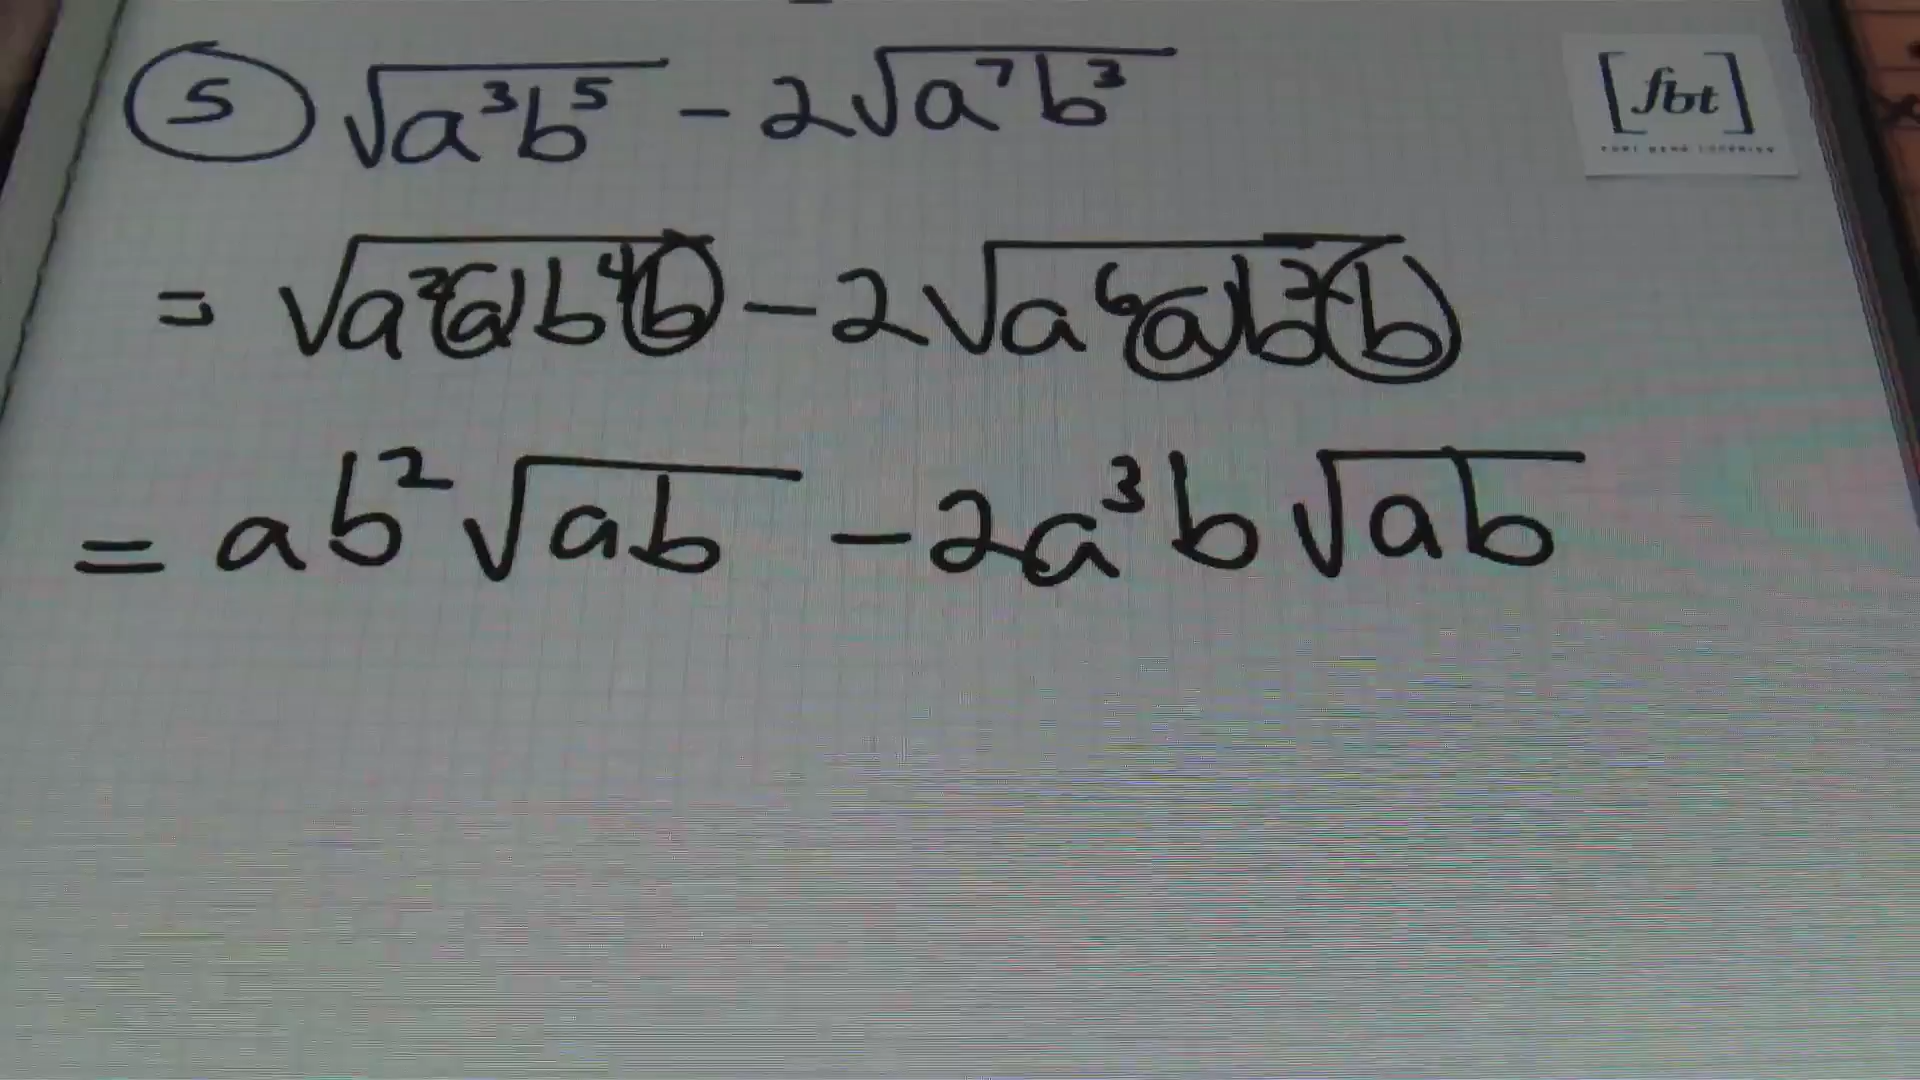 5 √a³b⁵ - 2√a⁷b³
= √a²ab⁴b - 2√a⁶ab²b
= ab²√ab - 2a³b√ab
[fbt]